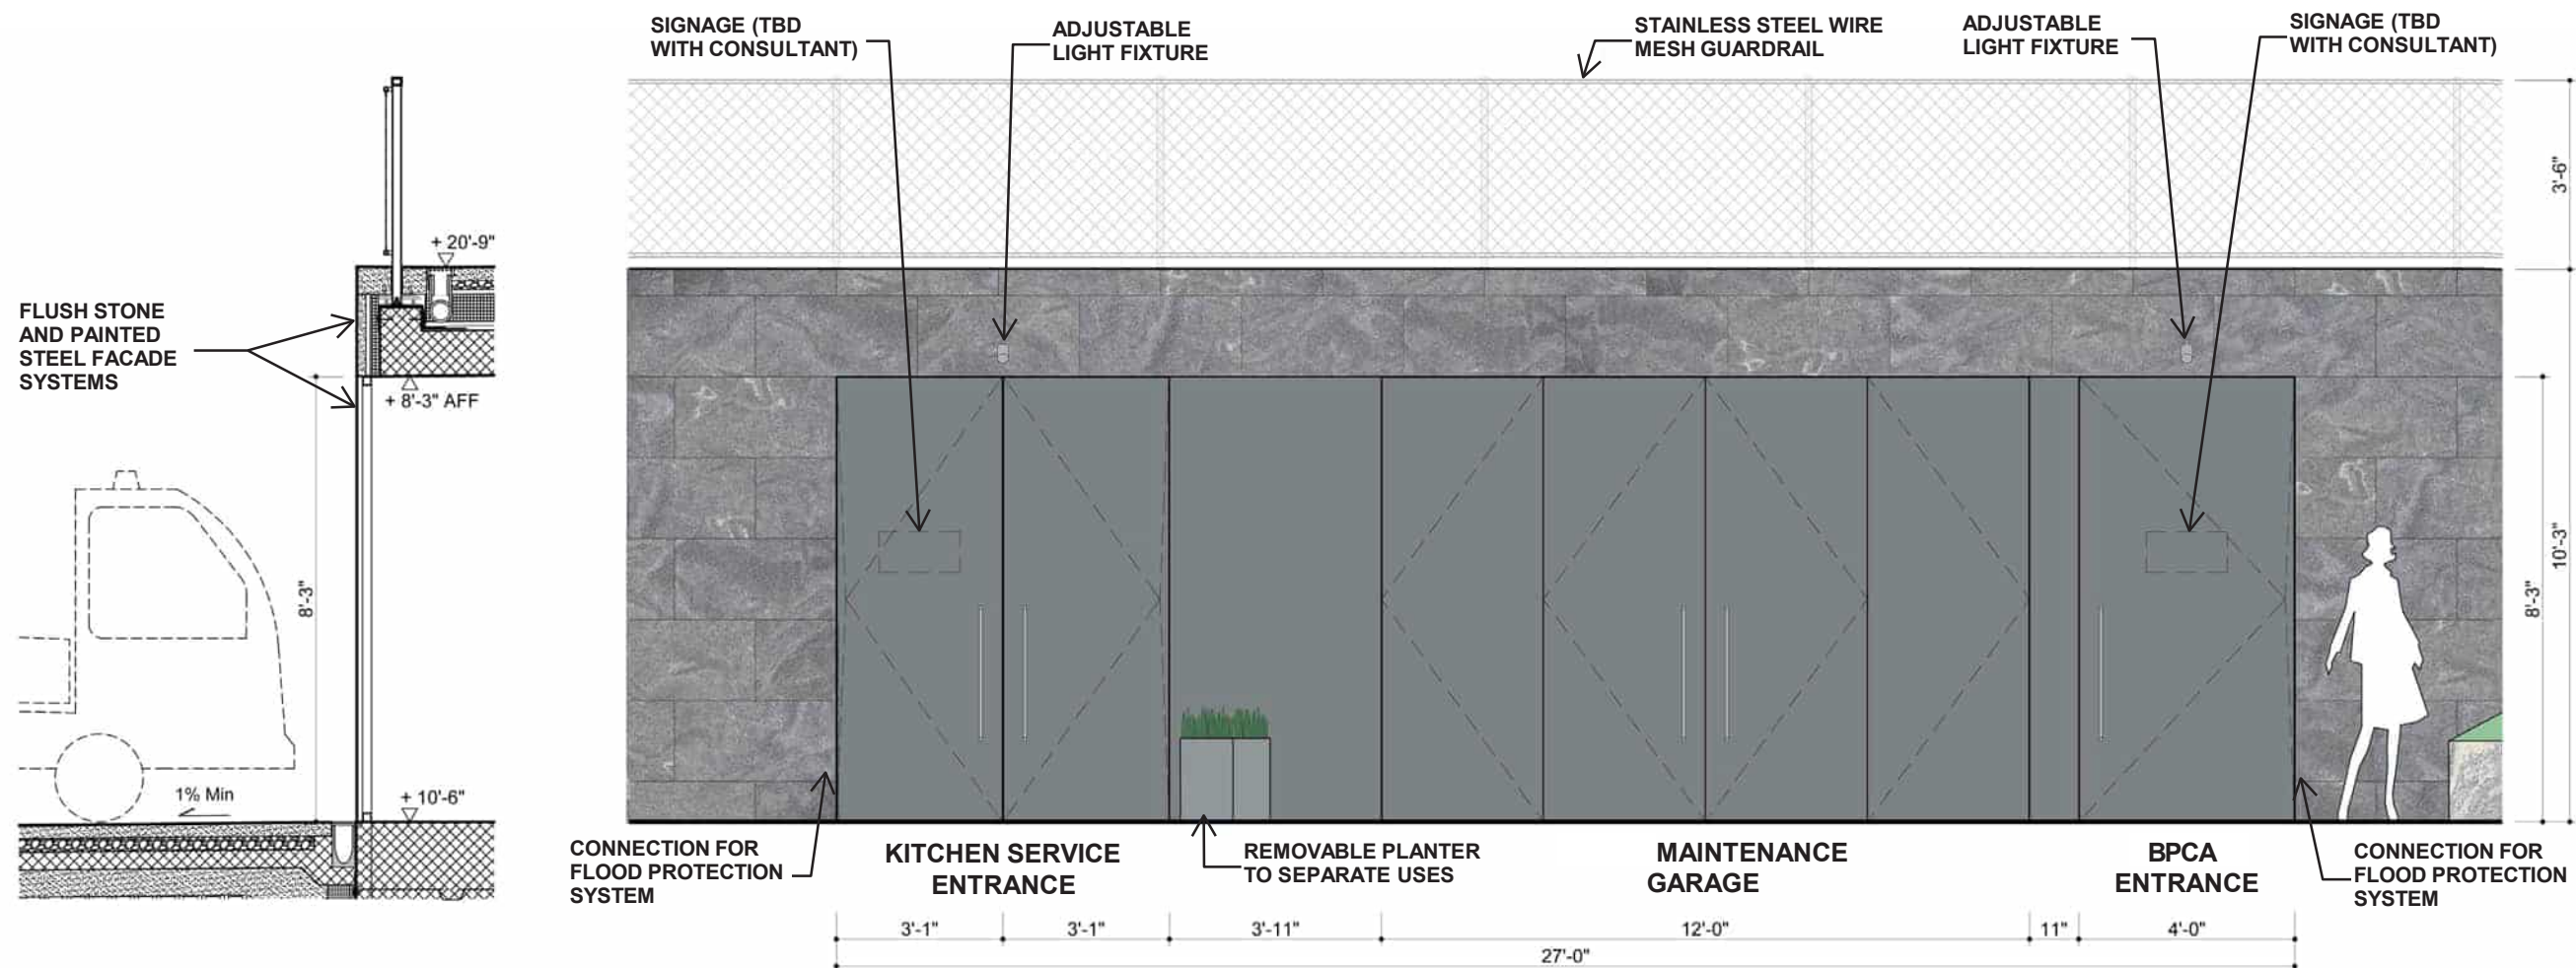 SIGNAGE (TBD
WITH CONSULTANT)
ADJUSTABLE
LIGHT FIXTURE
STAINLESS STEEL WIRE
MESH GUARDRAIL
ADJUSTABLE
LIGHT FIXTURE
SIGNAGE (TBD
WITH CONSULTANT)
3'-6"
+ 20'-9"
FLUSH STONE
AND PAINTED
STEEL FACADE
SYSTEMS
+ 8'-3" AFF
8'-3"
10'-3"
8'-3"
1% Min
+ 10'-6"
CONNECTION FOR
FLOOD PROTECTION
SYSTEM
KITCHEN SERVICE
ENTRANCE
REMOVABLE PLANTER
TO SEPARATE USES
MAINTENANCE
GARAGE
BPCA
ENTRANCE
CONNECTION FOR
FLOOD PROTECTION
SYSTEM
3'-1"
3'-1"
3'-11"
12'-0"
11"
4'-0"
27'-0"